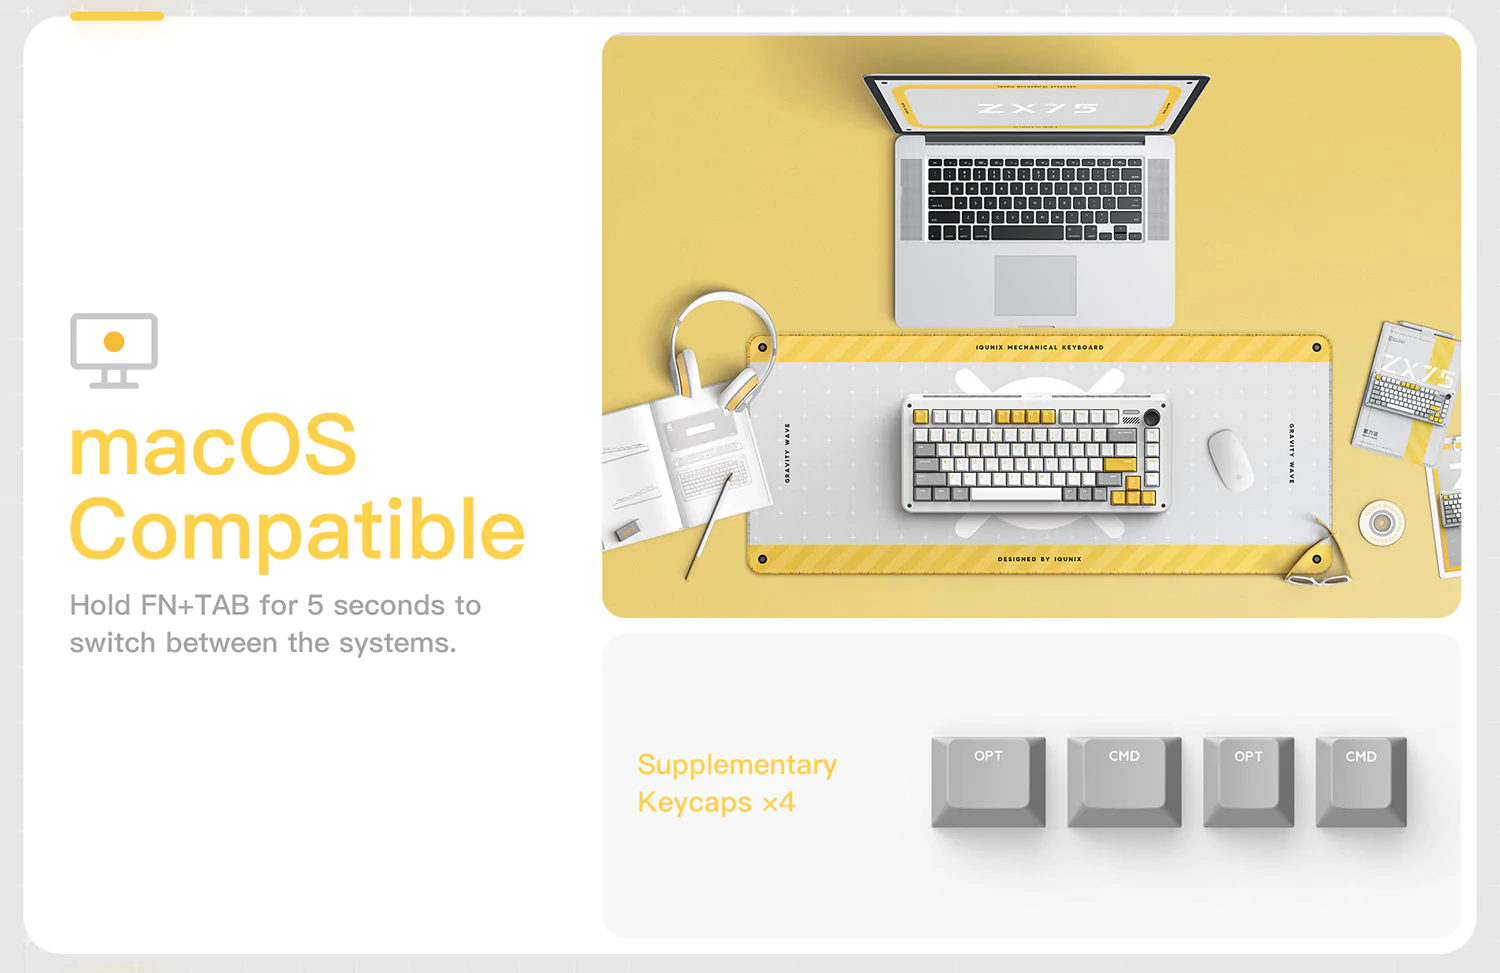 macOS
Compatible
Hold FN+TAB for 5 seconds to
switch between the systems.
ZX75
IQUNIX MECHANICAL KEYBOARD
GRAVITY WAVE
GRAVITY WAVE
DESIGNED BY IQUNIX
ZX75
Supplementary
Keycaps ×4
OPT
CMD
OPT
CMD